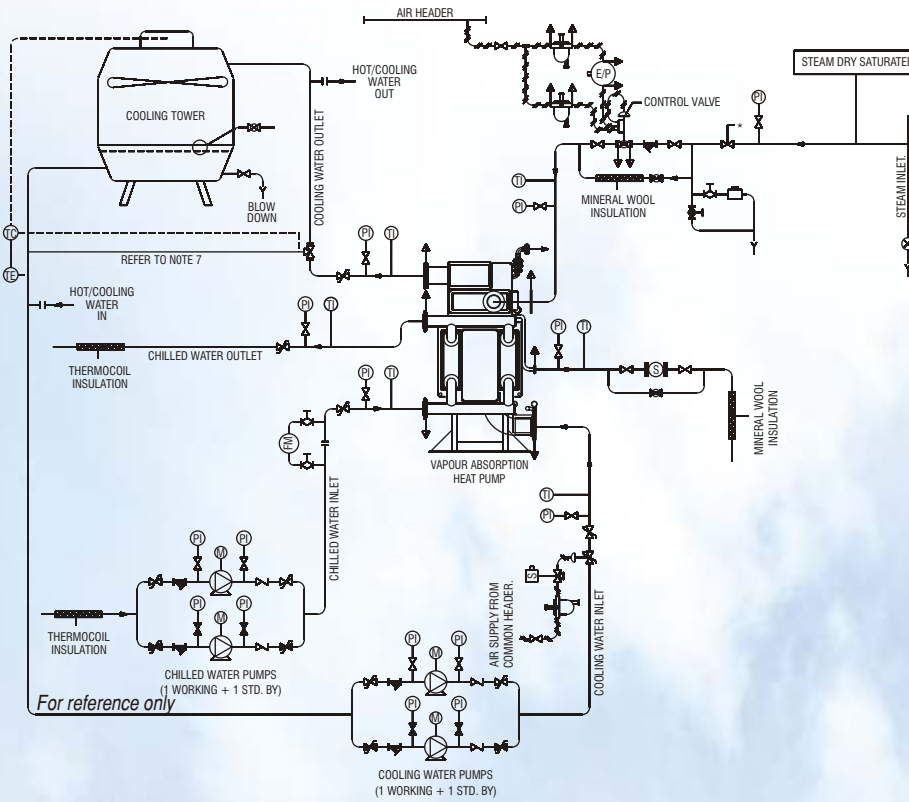 AIR HEADER
STEAM DRY SATURATED
HOT/COOLING
WATER
OUT
E/P
CONTROL VALVE
PI
*
COOLING TOWER
COOLING WATER OUTLET
BLOW
DOWN
TI
PI
MINERAL WOOL
INSULATION
STEAM INLET.
TC
REFER TO NOTE 7
PI
TI
TE
HOT/COOLING
WATER
IN
PI
TI
CHILLED WATER OUTLET
THERMOCOIL
INSULATION
PI
TI
S
MINERAL WOOL
INSULATION
PI
TI
FM
VAPOUR ABSORPTION
HEAT PUMP
CHILLED WATER INLET
TI
PI
PI
M
PI
PI
M
PI
THERMOCOIL
INSULATION
S
AIR SUPPLY FROM
COMMON HEADER.
COOLING WATER INLET
CHILLED WATER PUMPS
(1 WORKING + 1 STD. BY)
For reference only
PI
M
PI
PI
M
PI
COOLING WATER PUMPS
(1 WORKING + 1 STD. BY)